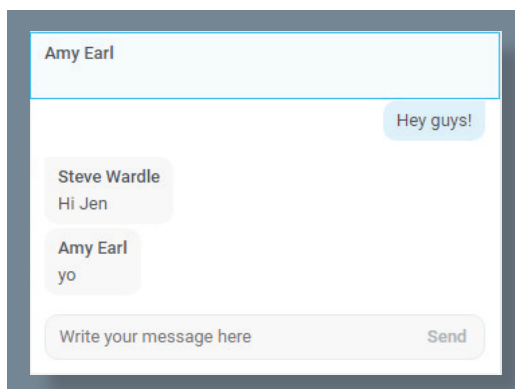 Amy Earl
Hey guys!
Steve Wardle
Hi Jen
Amy Earl
yo
Write your message here
Send